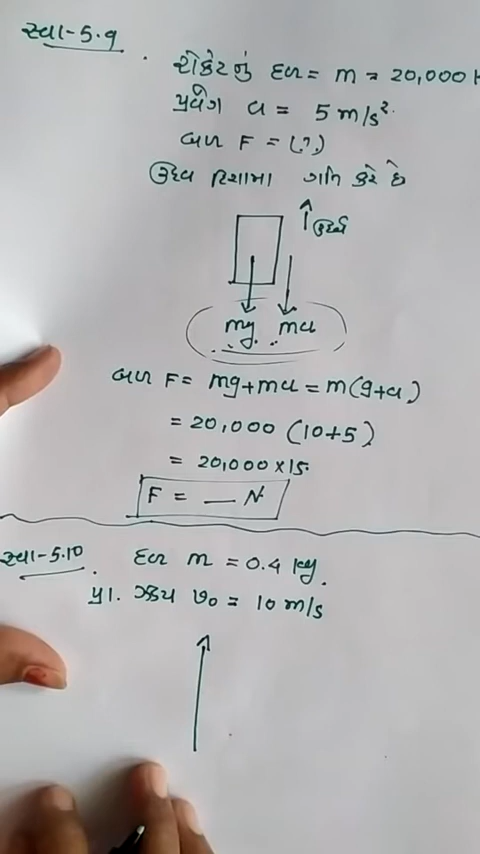 સ્વા-5.9
રોકેટનું દળ = m = 20,000 k
પ્રવેગ a = 5 m/s².
બળ F = (?)
ઉર્ધ્વ દિશામાં ગતિ કરે છે
ઉર્ધ્વ
mg ma
બળ F = mg+ma = m(g+a)
= 20,000 (10+5)
= 20,000 × 15
F = — N
સ્વા-5.10
દળ m = 0.4 kg.
પ્રા. ઝડપ v₀ = 10 m/s